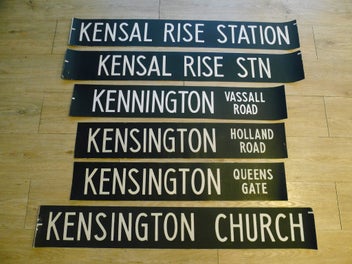 KENSAL RISE STATION
KENSAL RISE STN
KENNINGTON VASSALL
ROAD
KENSINGTON HOLLAND
ROAD
KENSINGTON QUEENS
GATE
KENSINGTON CHURCH